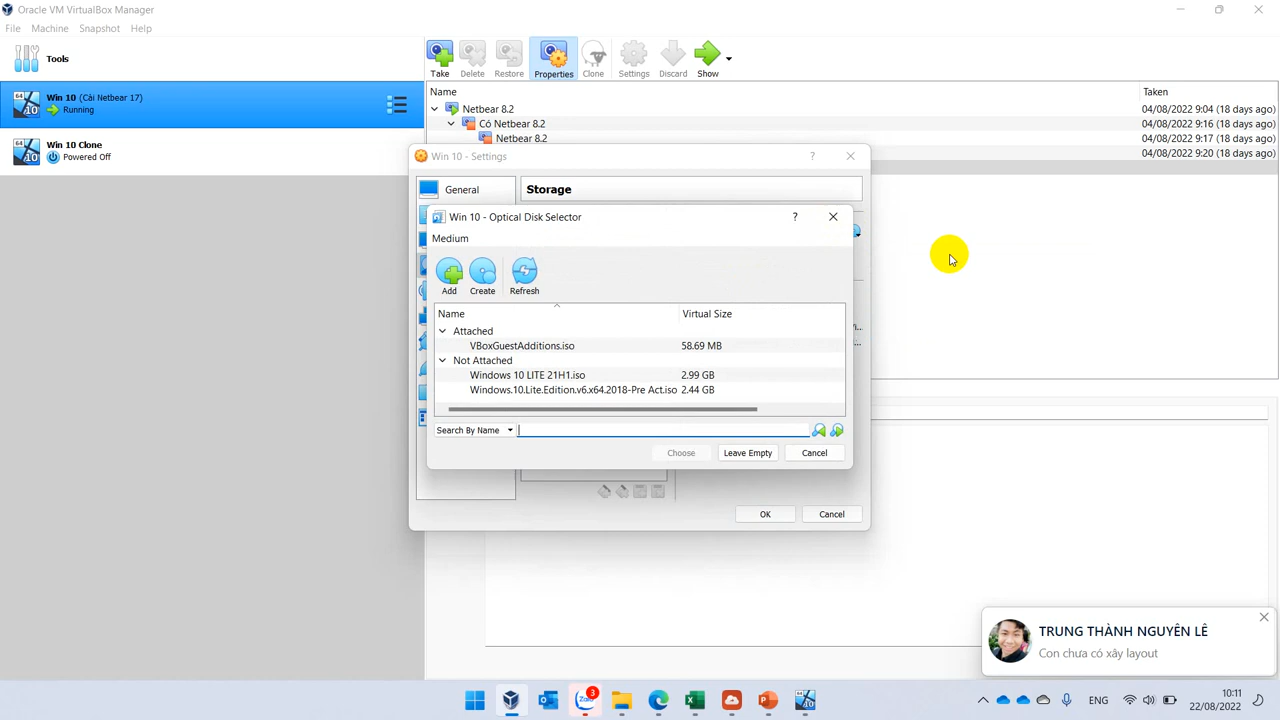 Oracle VM VirtualBox Manager
File Machine Snapshot Help
Tools
Take Delete Restore Properties Clone Settings Discard Show
64 10 Win 10 (Cài Netbear 17)
Running
64 10 Win 10 Clone
Powered Off
Name Taken
Netbear 8.2 04/08/2022 9:04 (18 days ago)
Có Netbear 8.2 04/08/2022 9:16 (18 days ago)
Netbear 8.2 04/08/2022 9:17 (18 days ago)
04/08/2022 9:20 (18 days ago)
Win 10 - Settings
General
Storage
Win 10 - Optical Disk Selector
Medium
Add Create Refresh
Name Virtual Size
Attached
VBoxGuestAdditions.iso 58.69 MB
Not Attached
Windows 10 LITE 21H1.iso 2.99 GB
Windows.10.Lite.Edition.v6.x64.2018-Pre Act.iso 2.44 GB
Search By Name
Choose Leave Empty Cancel
OK Cancel
TRUNG THÀNH NGUYÊN LÊ
Con chưa có xây layout
Zalo 3
ENG
10:11
22/08/2022